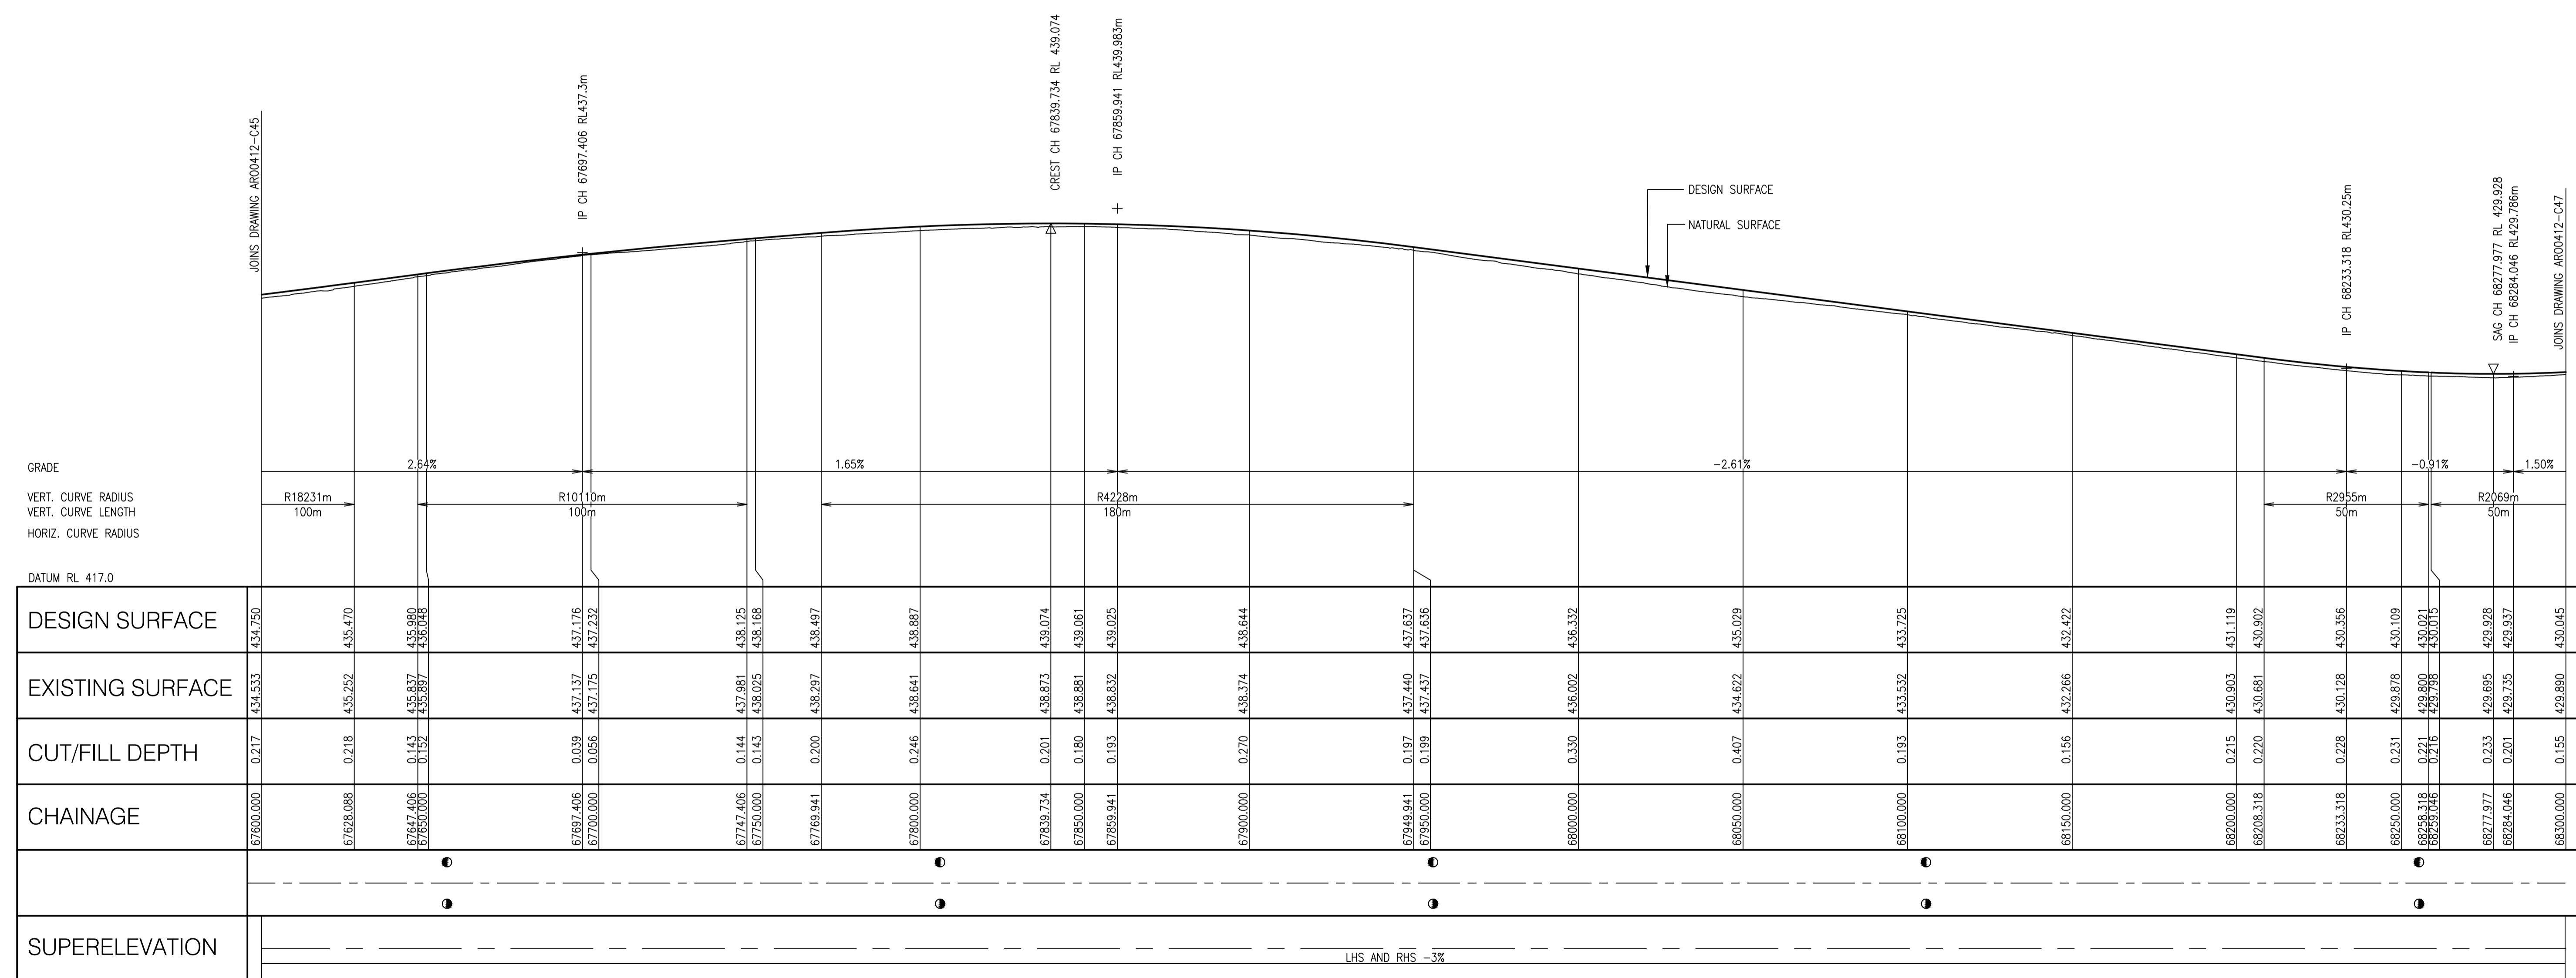 JOINS DRAWING AR00412-C45
IP CH 67697.406 RL437.3m
CREST CH 67839.734 RL 439.074
IP CH 67859.941 RL439.983m
DESIGN SURFACE
NATURAL SURFACE
IP CH 68233.318 RL430.25m
SAG CH 68277.977 RL 429.928
IP CH 68284.046 RL429.786m
JOINS DRAWING AR00412-C47
GRADE 2.64% 1.65% -2.61% -0.91% 1.50%
VERT. CURVE RADIUS R18231m R10110m R4228m R2955m R2069m
VERT. CURVE LENGTH 100m 100m 180m 50m 50m
HORIZ. CURVE RADIUS
DATUM RL 417.0
DESIGN SURFACE 434.750 435.470 435.980 436.048 437.176 437.232 438.125 438.168 438.497 438.887 439.074 439.061 439.025 438.644 437.637 437.636 436.332 435.029 433.725 432.422 431.119 430.902 430.356 430.109 430.021 430.015 429.928 429.937 430.045
EXISTING SURFACE 434.533 435.252 435.837 435.897 437.137 437.175 437.981 438.025 438.297 438.641 438.873 438.881 438.832 438.374 437.440 437.437 436.002 434.622 433.532 432.266 430.903 430.681 430.128 429.878 429.800 429.798 429.695 429.735 429.890
CUT/FILL DEPTH 0.217 0.218 0.143 0.152 0.039 0.056 0.144 0.143 0.200 0.246 0.201 0.180 0.193 0.270 0.197 0.199 0.330 0.407 0.193 0.156 0.215 0.220 0.228 0.231 0.221 0.216 0.233 0.201 0.155
CHAINAGE 67600.000 67628.088 67647.406 67650.000 67697.406 67700.000 67747.406 67750.000 67769.941 67800.000 67839.734 67850.000 67859.941 67900.000 67949.941 67950.000 68000.000 68050.000 68100.000 68150.000 68200.000 68208.318 68233.318 68250.000 68258.318 68259.046 68277.977 68284.046 68300.000
SUPERELEVATION
LHS AND RHS -3%